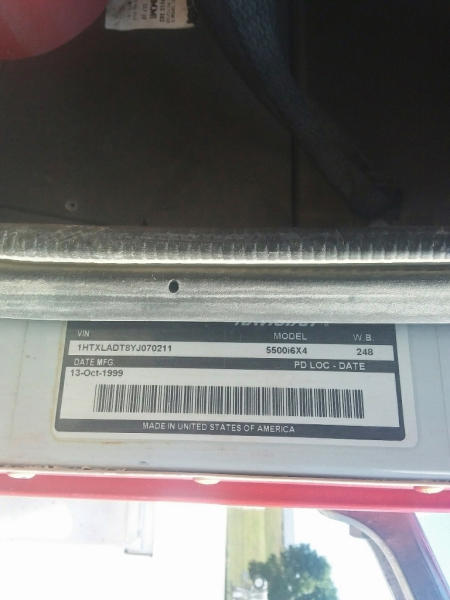 VIN MODEL W.B.
1HTXLADT8YJ070211 5500i6X4 248
DATE MFG. PD LOC - DATE
13-Oct-1999
MADE IN UNITED STATES OF AMERICA